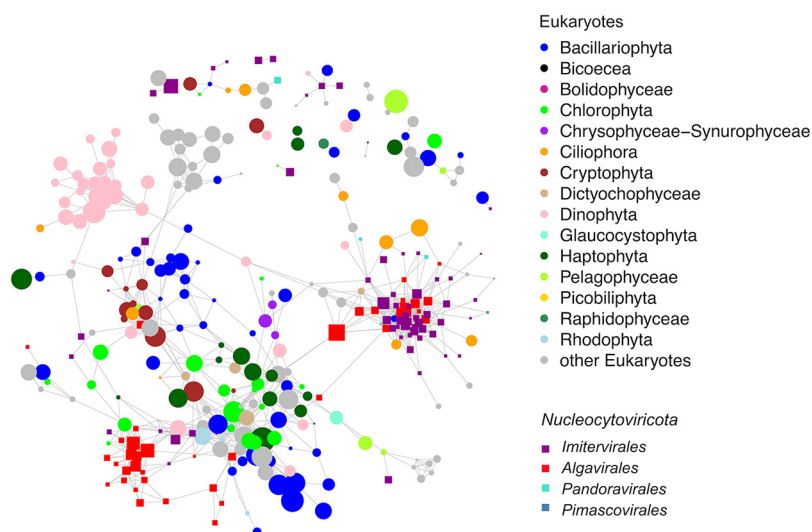 Eukaryotes
Bacillariophyta
Bicoecea
Bolidophyceae
Chlorophyta
Chrysophyceae−Synurophyceae
Ciliophora
Cryptophyta
Dictyochophyceae
Dinophyta
Glaucocystophyta
Haptophyta
Pelagophyceae
Picobiliphyta
Raphidophyceae
Rhodophyta
other Eukaryotes
Nucleocytoviricota
Imitervirales
Algavirales
Pandoravirales
Pimascovirales